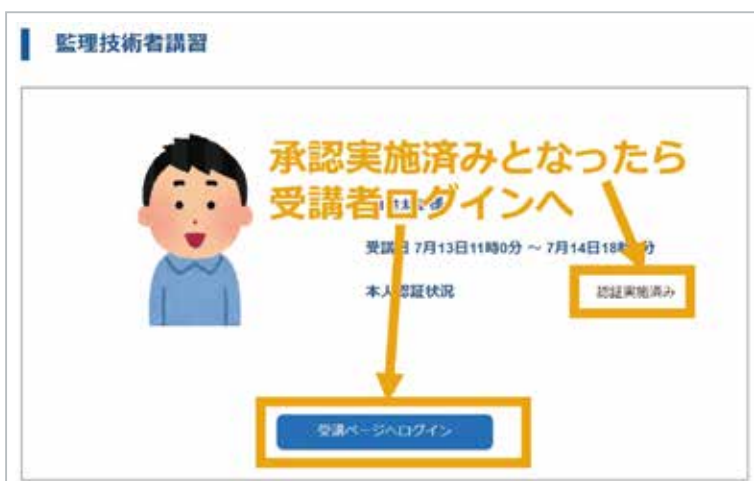 監理技術者講習
承認実施済みとなったら
受講者ログインへ
受講日 7月13日11時0分 ～ 7月14日18時
本人認証状況
認証実施済み
受講ページへログイン